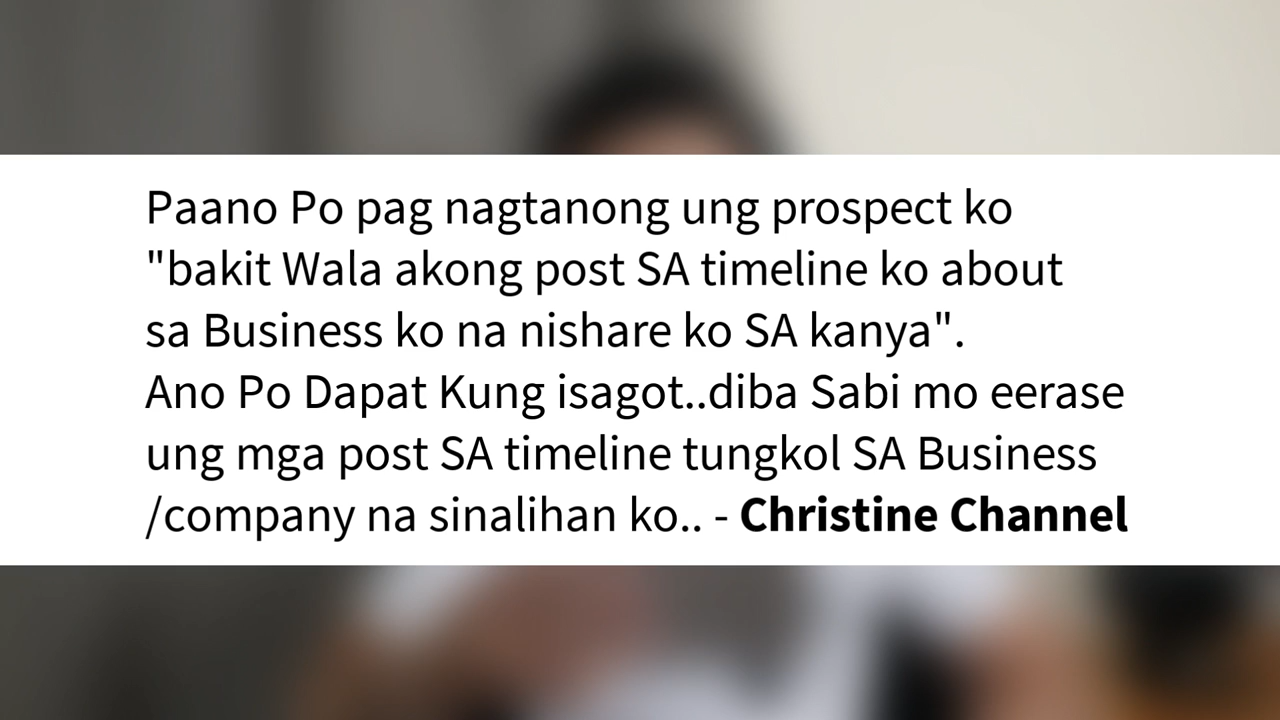 Paano Po pag nagtanong ung prospect ko
"bakit Wala akong post SA timeline ko about
sa Business ko na nishare ko SA kanya".
Ano Po Dapat Kung isagot..diba Sabi mo eerase
ung mga post SA timeline tungkol SA Business
/company na sinalihan ko.. - Christine Channel